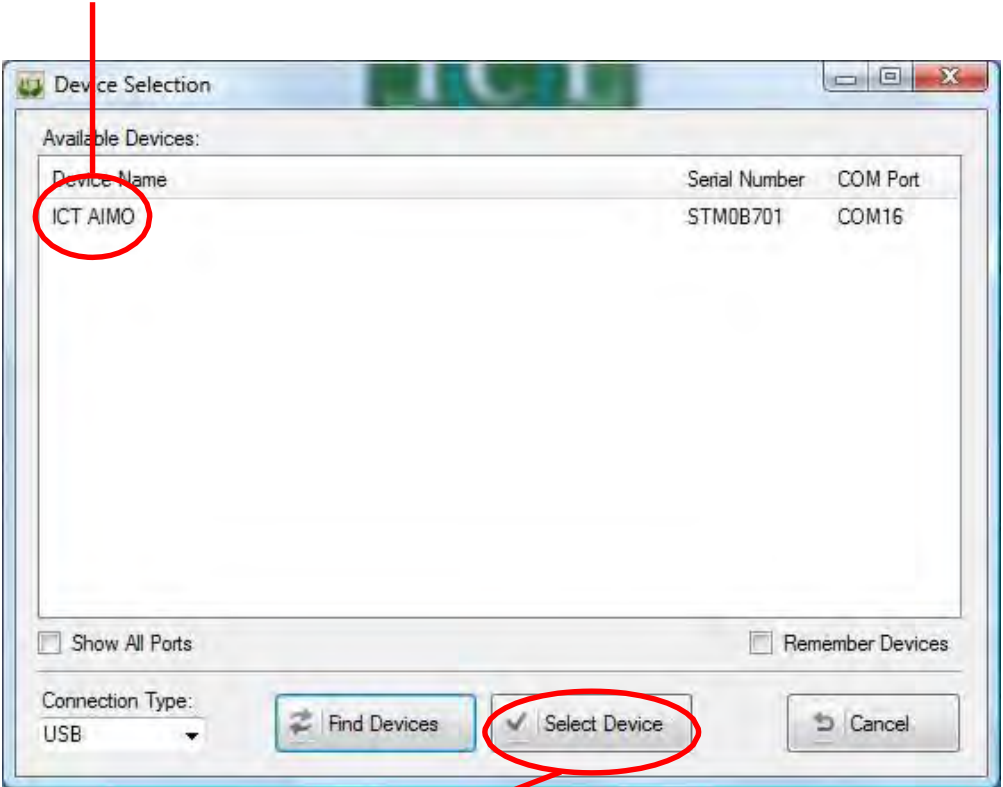 ICT
Device Selection
Available Devices:
Device Name Serial Number COM Port
ICT AIMO STM0B701 COM16
Show All Ports Remember Devices
Connection Type:
USB Find Devices Select Device Cancel